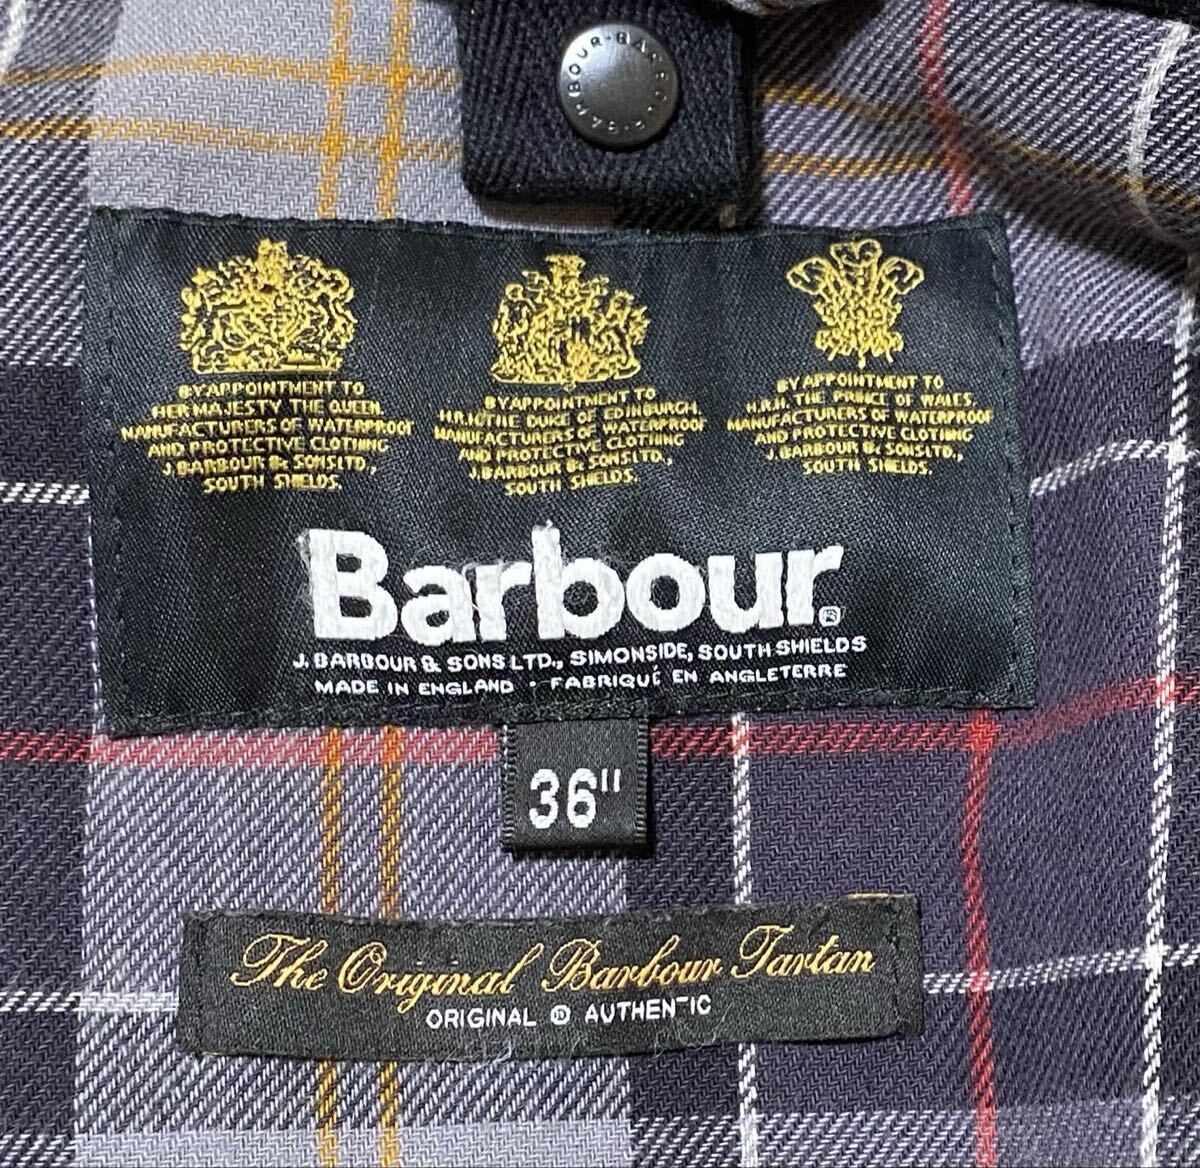 BARBOUR·BARBOUR·
BY APPOINTMENT TO
HER MAJESTY THE QUEEN
MANUFACTURERS OF WATERPROOF
AND PROTECTIVE CLOTHING
J.BARBOUR & SONS LTD.,
SOUTH SHIELDS.
BY APPOINTMENT TO
H.R.H. THE DUKE OF EDINBURGH,
MANUFACTURERS OF WATERPROOF
AND PROTECTIVE CLOTHING
J.BARBOUR & SONS LTD.,
SOUTH SHIELDS.
BY APPOINTMENT TO
H.R.H. THE PRINCE OF WALES
MANUFACTURERS OF WATERPROOF
AND PROTECTIVE CLOTHING
J.BARBOUR & SONS LTD.,
SOUTH SHIELDS.
Barbour®
J. BARBOUR & SONS LTD., SIMONSIDE, SOUTH SHIELDS
MADE IN ENGLAND · FABRIQUÉ EN ANGLETERRE
36"
The Original Barbour Tartan
ORIGINAL AUTHENTIC